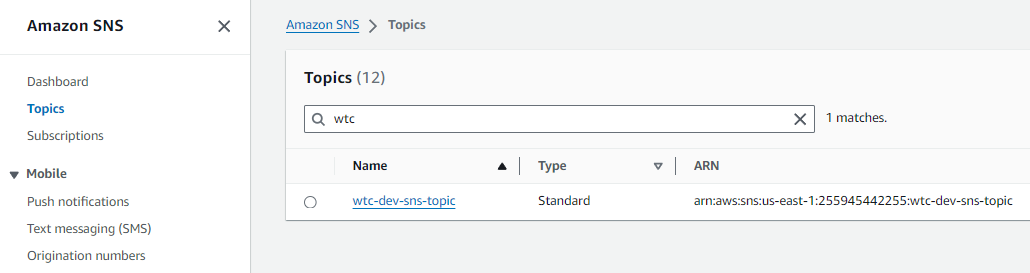 Amazon SNS
Dashboard
Topics
Subscriptions
Mobile
Push notifications
Text messaging (SMS)
Origination numbers
Amazon SNS > Topics
Topics (12)
wtc 1 matches.
Name Type ARN
wtc-dev-sns-topic Standard arn:aws:sns:us-east-1:255945442255:wtc-dev-sns-topic